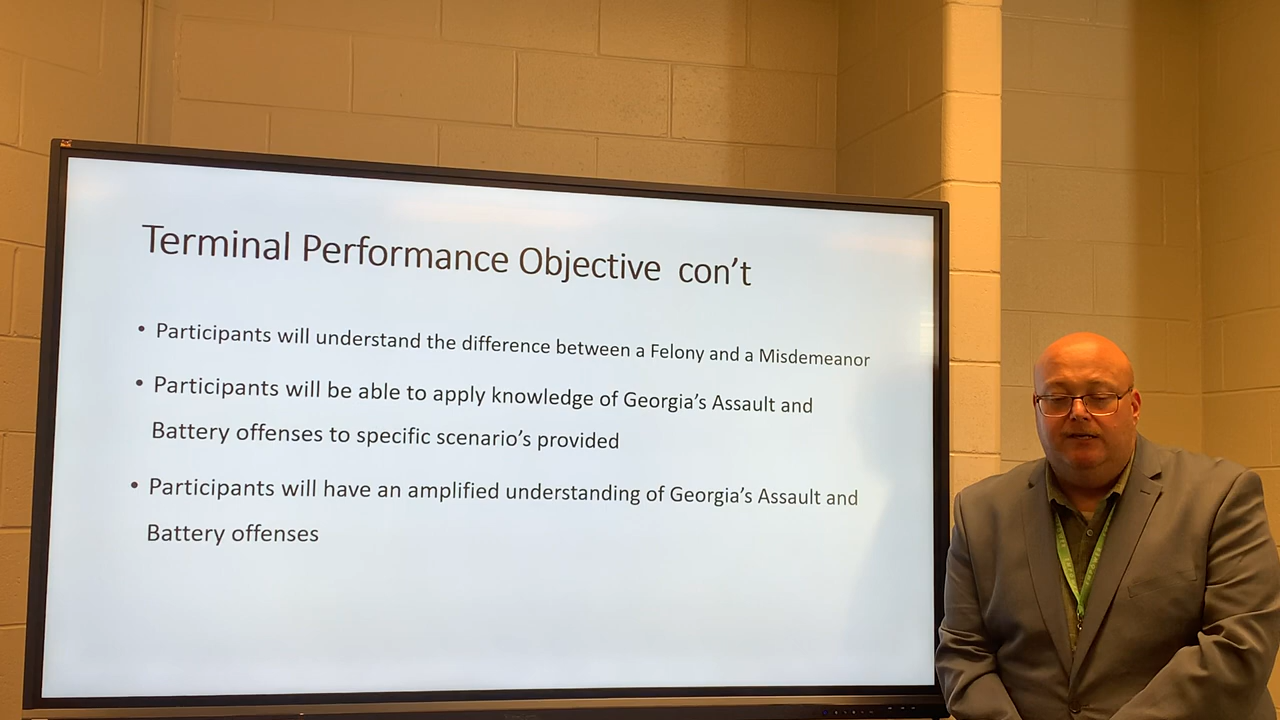 Terminal Performance Objective con't
• Participants will understand the difference between a Felony and a Misdemeanor
• Participants will be able to apply knowledge of Georgia's Assault and
Battery offenses to specific scenario's provided
• Participants will have an amplified understanding of Georgia's Assault and
Battery offenses